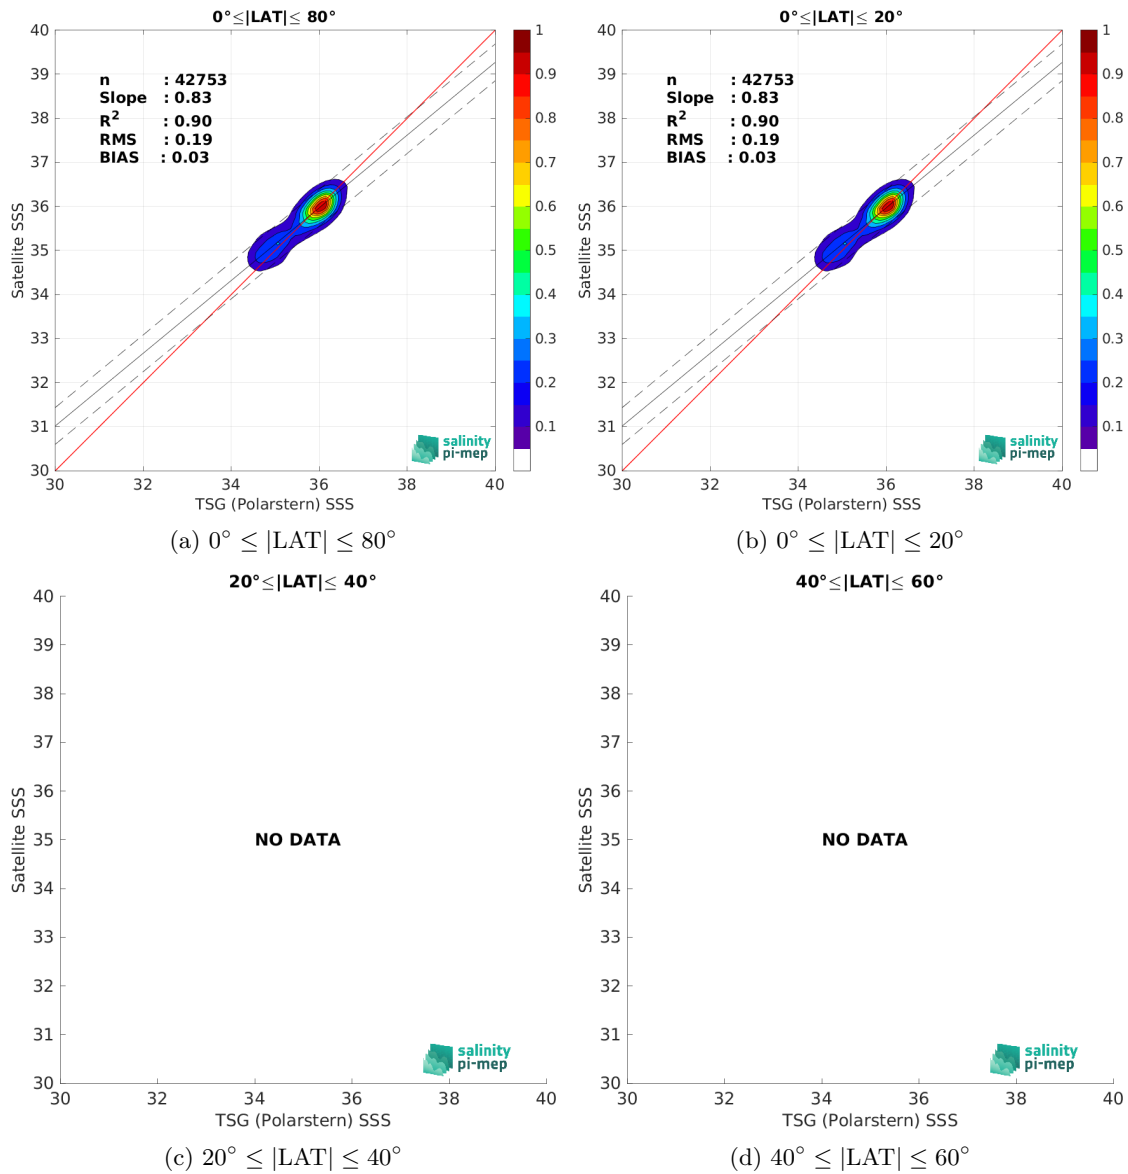 0°≤|LAT|≤ 80°
40
39
38
37
36
35
34
33
32
31
30
Satellite SSS
n : 42753
Slope : 0.83
R² : 0.90
RMS : 0.19
BIAS : 0.03
salinity
pi-mep
30 32 34 36 38 40
TSG (Polarstern) SSS
1
0.9
0.8
0.7
0.6
0.5
0.4
0.3
0.2
0.1
(a) 0° ≤ |LAT| ≤ 80°
0°≤|LAT|≤ 20°
40
39
38
37
36
35
34
33
32
31
30
Satellite SSS
n : 42753
Slope : 0.83
R² : 0.90
RMS : 0.19
BIAS : 0.03
salinity
pi-mep
30 32 34 36 38 40
TSG (Polarstern) SSS
1
0.9
0.8
0.7
0.6
0.5
0.4
0.3
0.2
0.1
(b) 0° ≤ |LAT| ≤ 20°
20°≤|LAT|≤ 40°
40
39
38
37
36
35
34
33
32
31
30
Satellite SSS
NO DATA
salinity
pi-mep
30 32 34 36 38 40
TSG (Polarstern) SSS
(c) 20° ≤ |LAT| ≤ 40°
40°≤|LAT|≤ 60°
40
39
38
37
36
35
34
33
32
31
30
Satellite SSS
NO DATA
salinity
pi-mep
30 32 34 36 38 40
TSG (Polarstern) SSS
(d) 40° ≤ |LAT| ≤ 60°